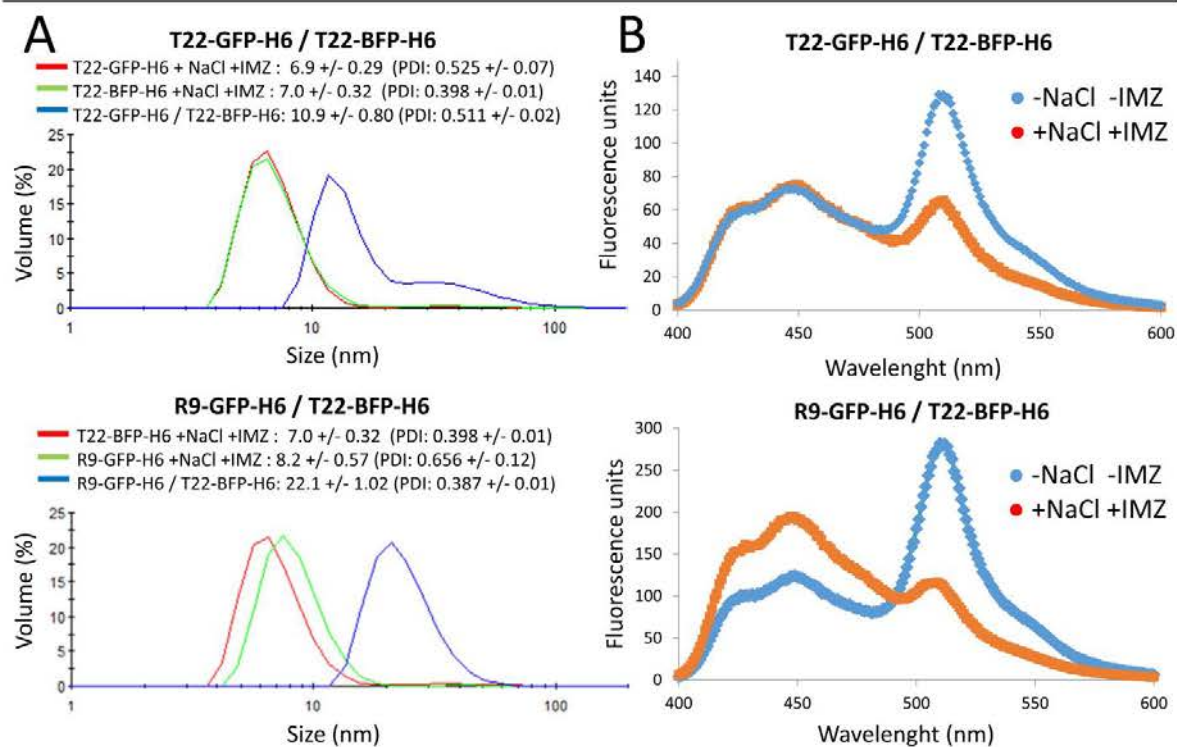 A
T22-GFP-H6 / T22-BFP-H6
T22-GFP-H6 + NaCl +IMZ : 6.9 +/- 0.29 (PDI: 0.525 +/- 0.07)
T22-BFP-H6 +NaCl +IMZ : 7.0 +/- 0.32 (PDI: 0.398 +/- 0.01)
T22-GFP-H6 / T22-BFP-H6: 10.9 +/- 0.80 (PDI: 0.511 +/- 0.02)
25
20
15
10
5
0
Volume (%)
1 10 100
Size (nm)
R9-GFP-H6 / T22-BFP-H6
T22-BFP-H6 +NaCl +IMZ : 7.0 +/- 0.32 (PDI: 0.398 +/- 0.01)
R9-GFP-H6 +NaCl +IMZ : 8.2 +/- 0.57 (PDI: 0.656 +/- 0.12)
R9-GFP-H6 / T22-BFP-H6: 22.1 +/- 1.02 (PDI: 0.387 +/- 0.01)
25
20
15
10
5
0
Volume (%)
1 10 100
Size (nm)
B
T22-GFP-H6 / T22-BFP-H6
-NaCl -IMZ
+NaCl +IMZ
140
120
100
80
60
40
20
0
Fluorescence units
400 450 500 550 600
Wavelenght (nm)
R9-GFP-H6 / T22-BFP-H6
-NaCl -IMZ
+NaCl +IMZ
300
250
200
150
100
50
0
Fluorescence units
400 450 500 550 600
Wavelenght (nm)